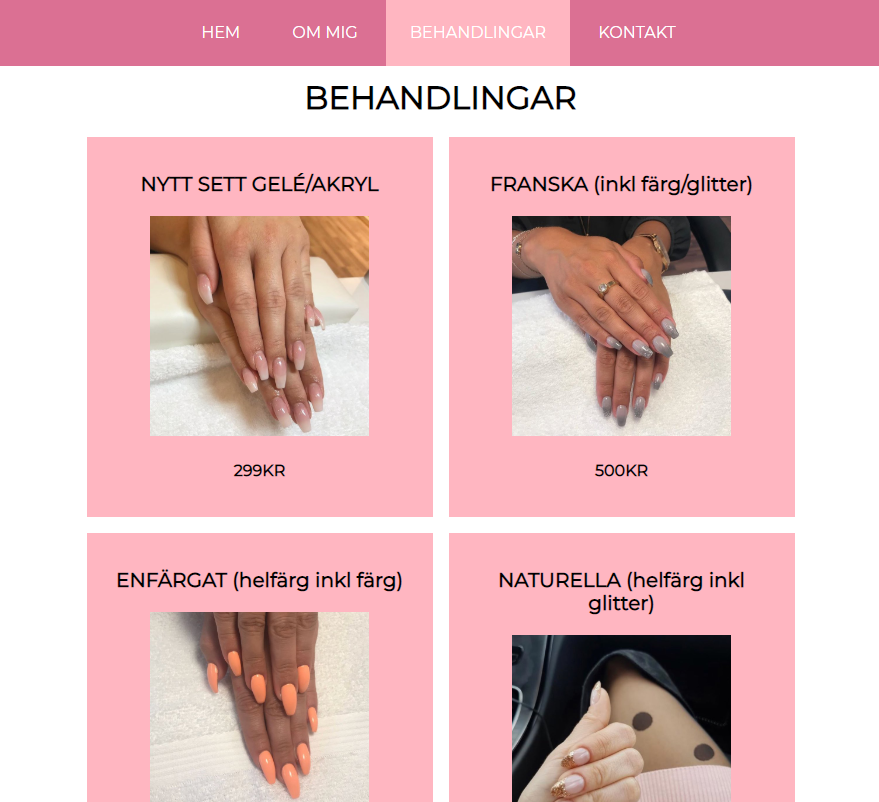 HEM OM MIG BEHANDLINGAR KONTAKT
BEHANDLINGAR
NYTT SETT GELÉ/AKRYL
299KR
FRANSKA (inkl färg/glitter)
500KR
ENFÄRGAT (helfärg inkl färg)
NATURELLA (helfärg inkl
glitter)